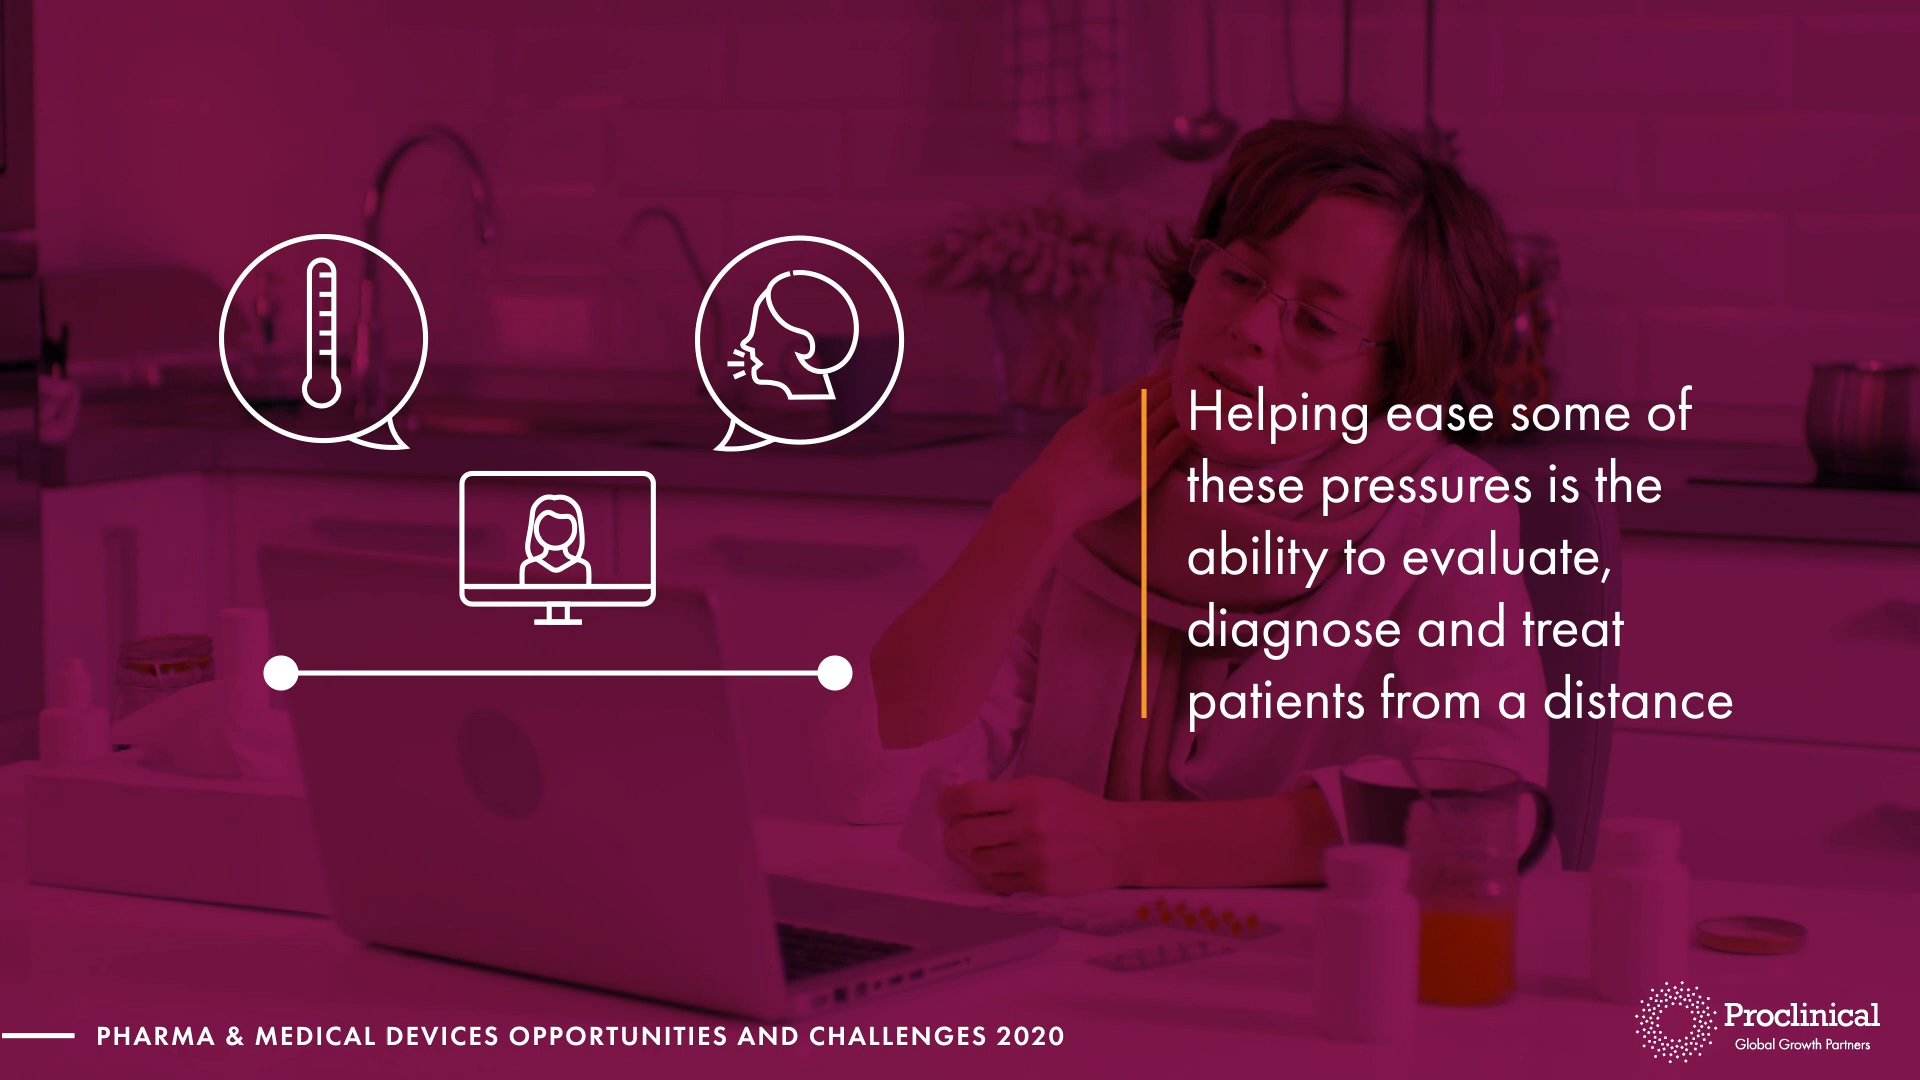 Helping ease some of
these pressures is the
ability to evaluate,
diagnose and treat
patients from a distance
PHARMA & MEDICAL DEVICES OPPORTUNITIES AND CHALLENGES 2020
Proclinical
Global Growth Partners